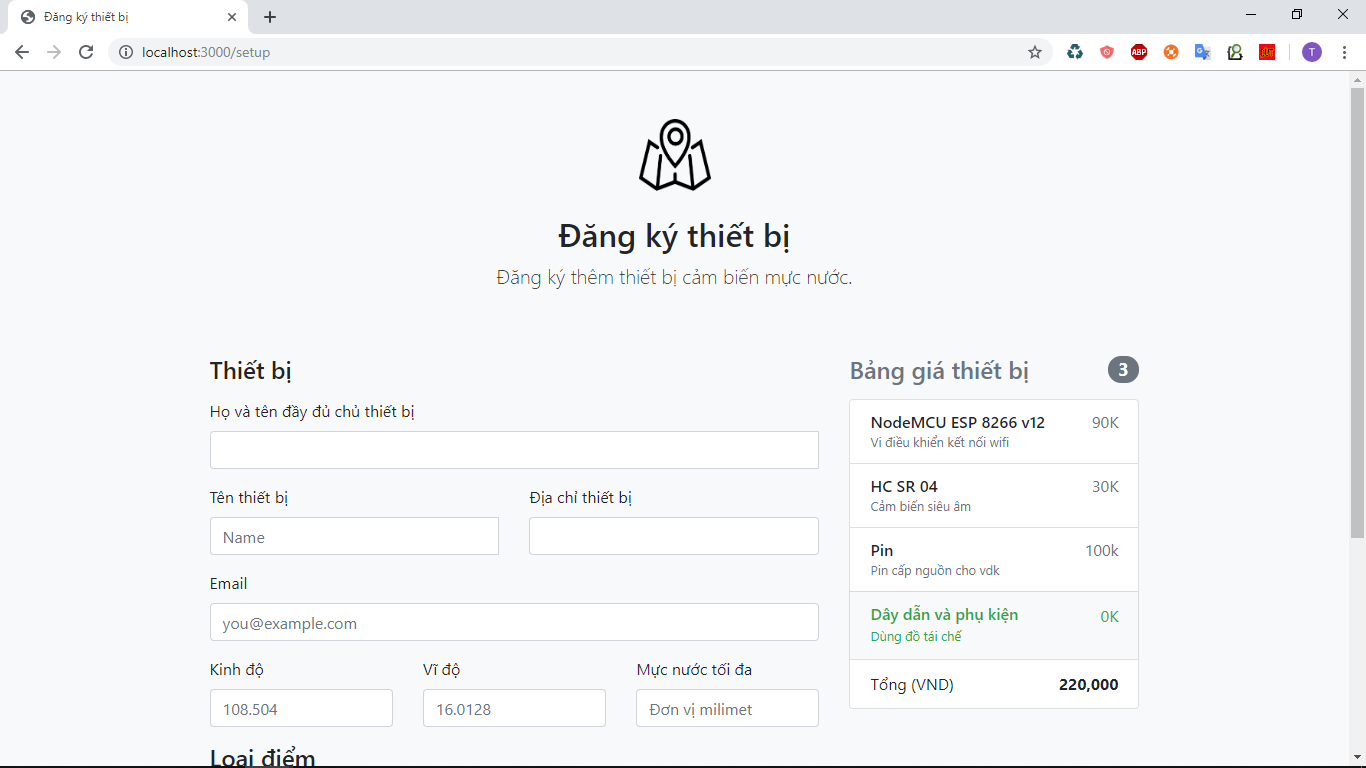 Đăng ký thiết bị
localhost:3000/setup
ABP
T
Đăng ký thiết bị
Đăng ký thêm thiết bị cảm biến mực nước.
Thiết bị
Họ và tên đầy đủ chủ thiết bị
Tên thiết bị
Địa chỉ thiết bị
Name
Email
you@example.com
Kinh độ
Vĩ độ
Mực nước tối đa
108.504
16.0128
Đơn vị milimet
Loại điểm
Bảng giá thiết bị
3
NodeMCU ESP 8266 v12
90K
Vi điều khiển kết nối wifi
HC SR 04
30K
Cảm biến siêu âm
Pin
100k
Pin cấp nguồn cho vdk
Dây dẫn và phụ kiện
0K
Dùng đồ tái chế
Tổng (VND)
220,000